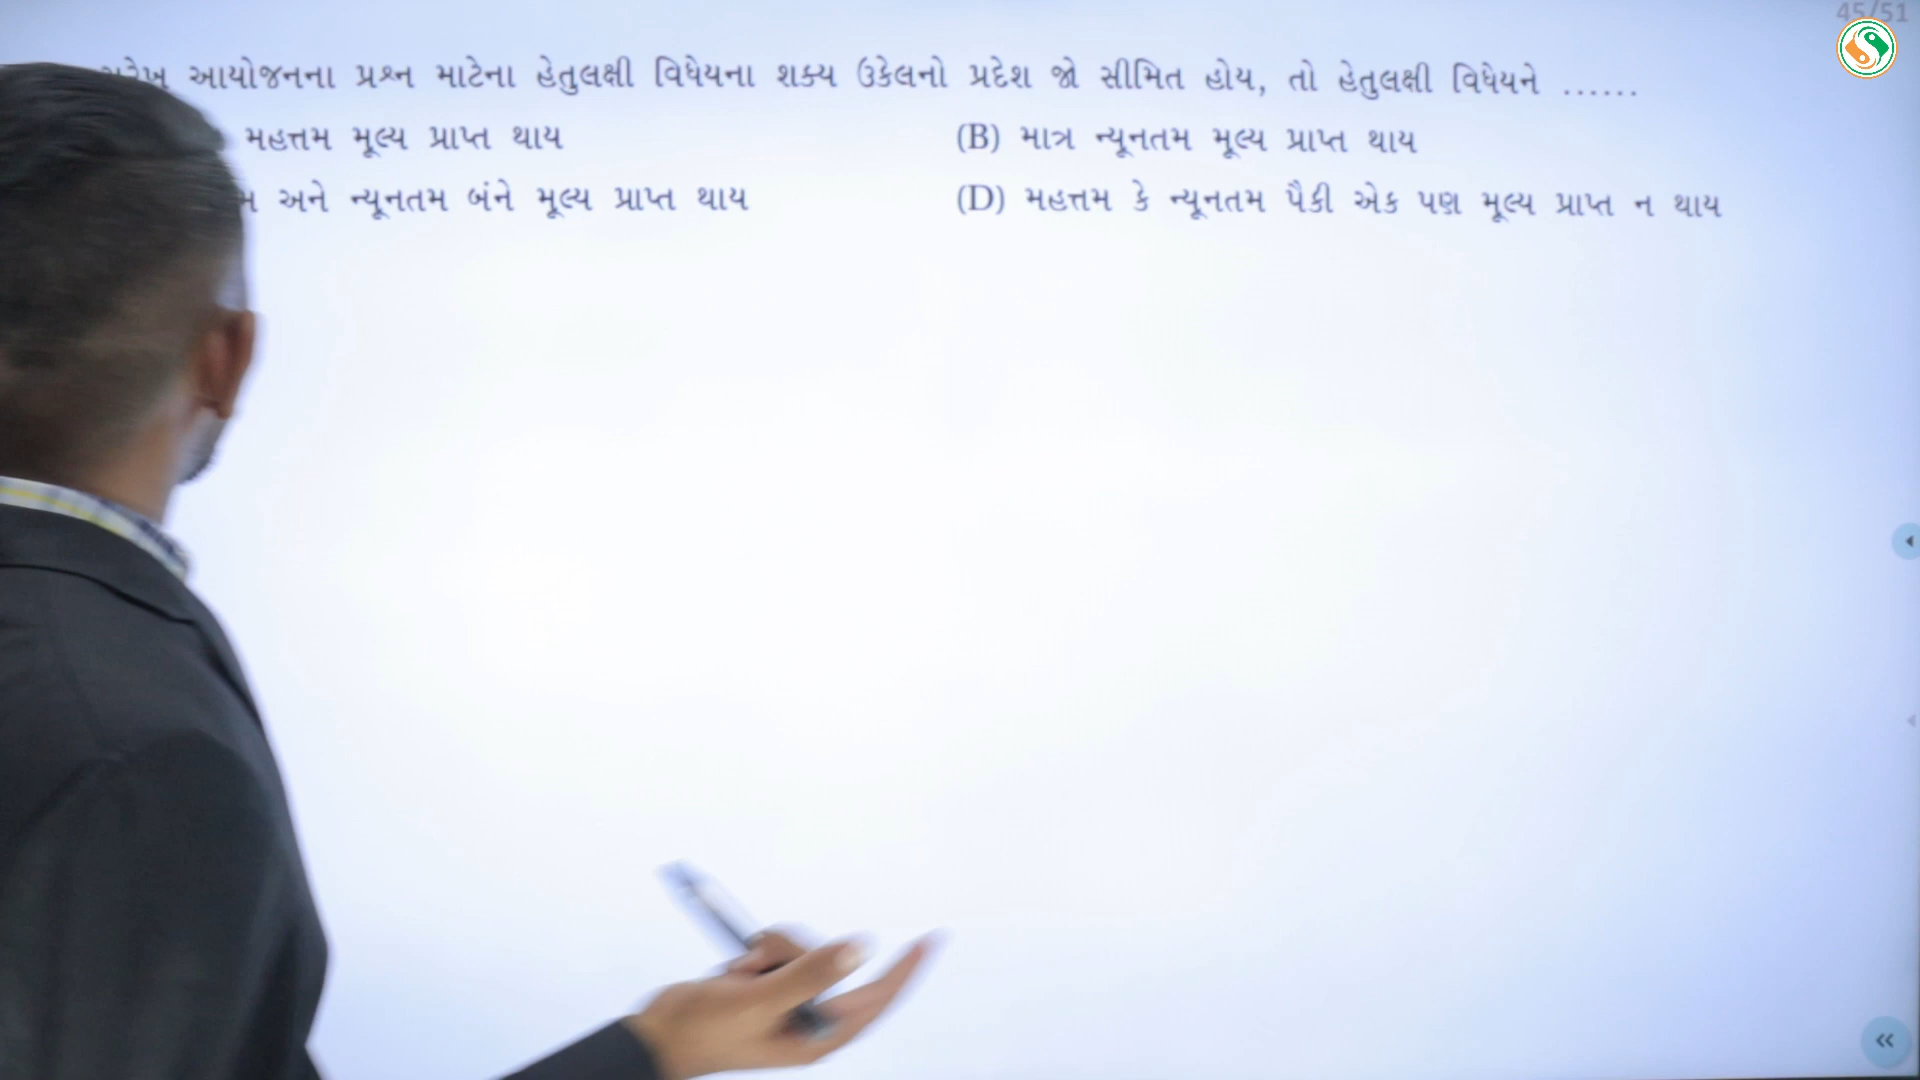 45/51
આયોજનના પ્રશ્ન માટેના હેતુલક્ષી વિધેયના શક્ય ઉકેલનો પ્રદેશ જો સીમિત હોય, તો હેતુલક્ષી વિધેયને ......
મહત્તમ મૂલ્ય પ્રાપ્ત થાય (B) માત્ર ન્યૂનતમ મૂલ્ય પ્રાપ્ત થાય
અને ન્યૂનતમ બંને મૂલ્ય પ્રાપ્ત થાય (D) મહત્તમ કે ન્યૂનતમ પૈકી એક પણ મૂલ્ય પ્રાપ્ત ન થાય